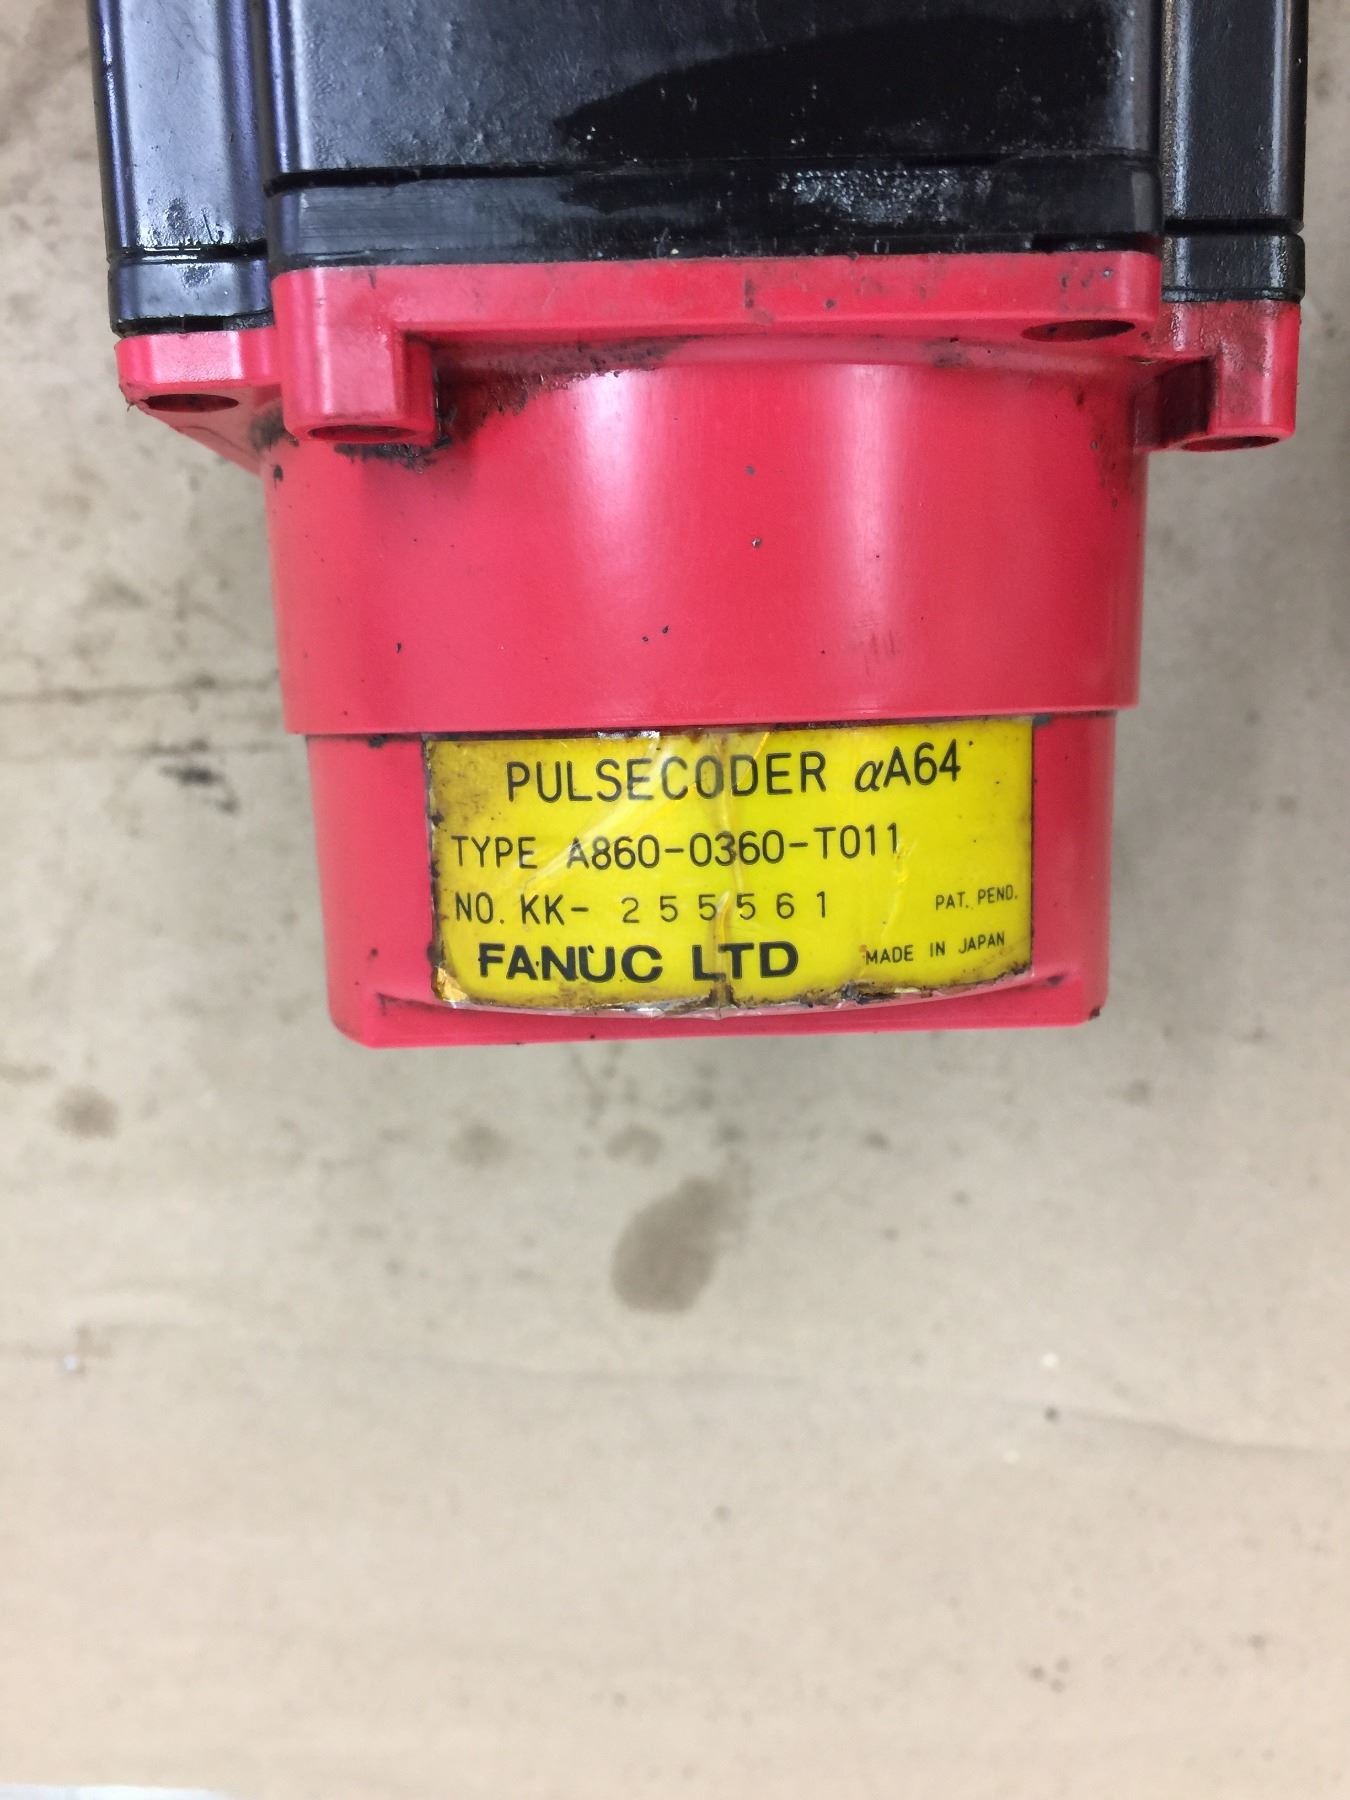 PULSECODER αA64
TYPE A860-0360-T011
NO. KK- 255561 PAT. PEND.
FANUC LTD MADE IN JAPAN